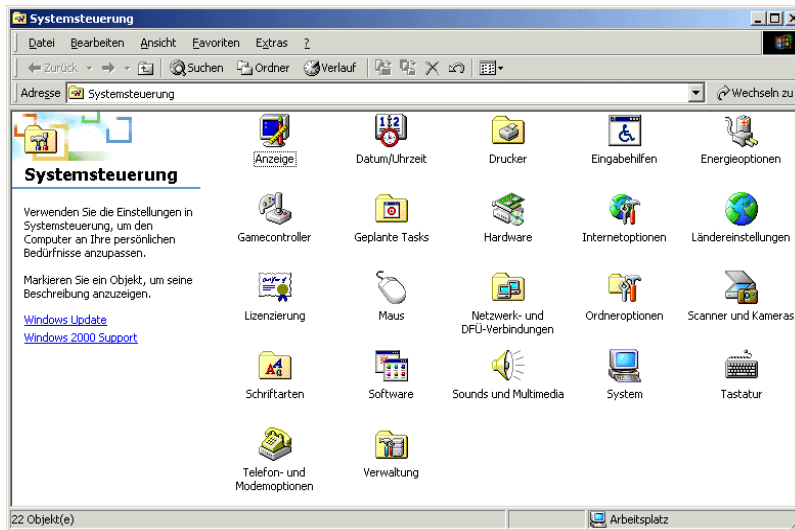 Systemsteuerung
Datei Bearbeiten Ansicht Favoriten Extras ?
Zurück Suchen Ordner Verlauf
Adresse Systemsteuerung Wechseln zu
Systemsteuerung
Verwenden Sie die Einstellungen in
Systemsteuerung, um den
Computer an Ihre persönlichen
Bedürfnisse anzupassen.
Markieren Sie ein Objekt, um seine
Beschreibung anzuzeigen.
Windows Update
Windows 2000 Support
Anzeige Datum/Uhrzeit Drucker Eingabehilfen Energieoptionen
Gamecontroller Geplante Tasks Hardware Internetoptionen Ländereinstellungen
Lizenzierung Maus Netzwerk- und
DFÜ-Verbindungen Ordneroptionen Scanner und Kameras
Schriftarten Software Sounds und Multimedia System Tastatur
Telefon- und
Modemoptionen Verwaltung
22 Objekt(e) Arbeitsplatz